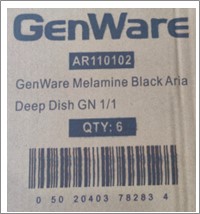 GenWare
AR110102
GenWare Melamine Black Aria
Deep Dish GN 1/1
QTY: 6
0 50 20403 78283 4